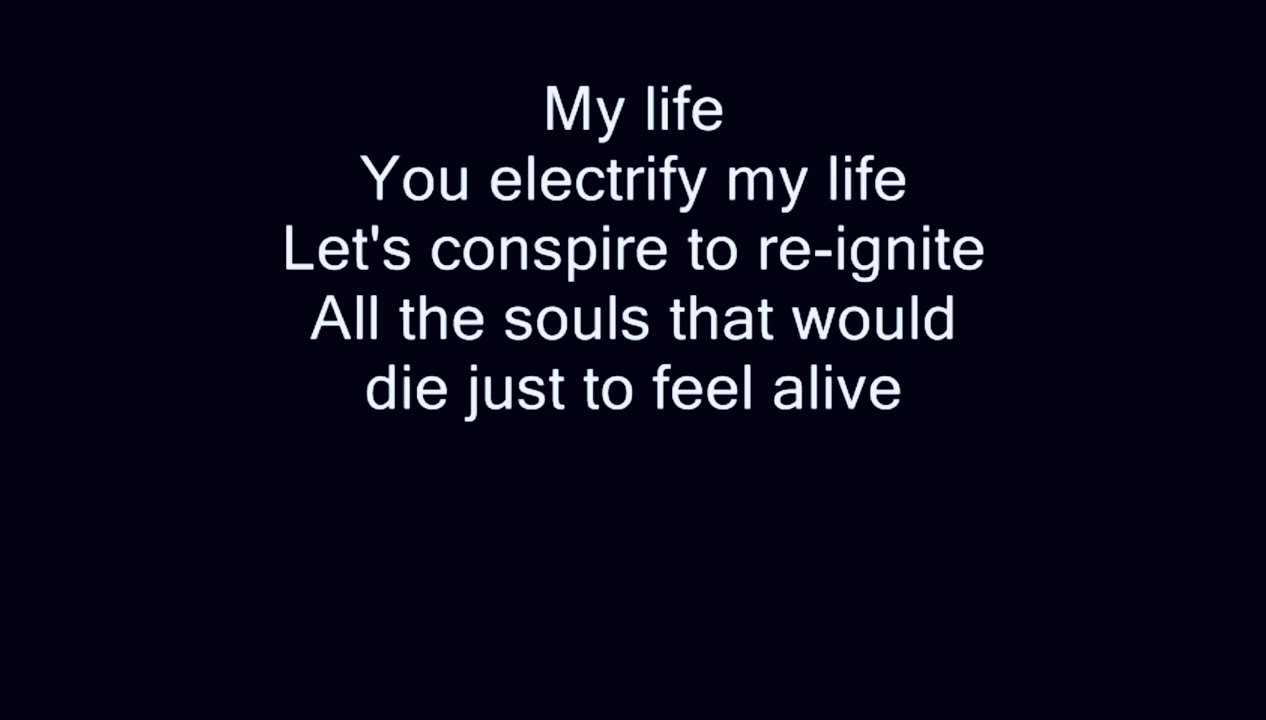 My life
You electrify my life
Let's conspire to re-ignite
All the souls that would
die just to feel alive